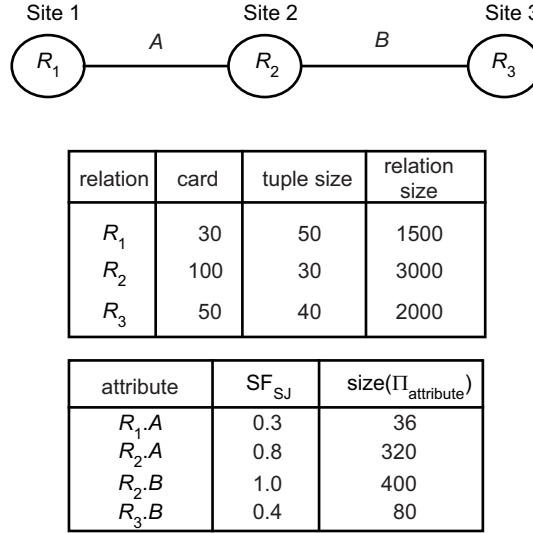 Site 1 Site 2 Site 3
A B
R1 R2 R3
relation card tuple size relation size
R1 30 50 1500
R2 100 30 3000
R3 50 40 2000
attribute SFSJ size(Πattribute)
R1.A 0.3 36
R2.A 0.8 320
R2.B 1.0 400
R3.B 0.4 80